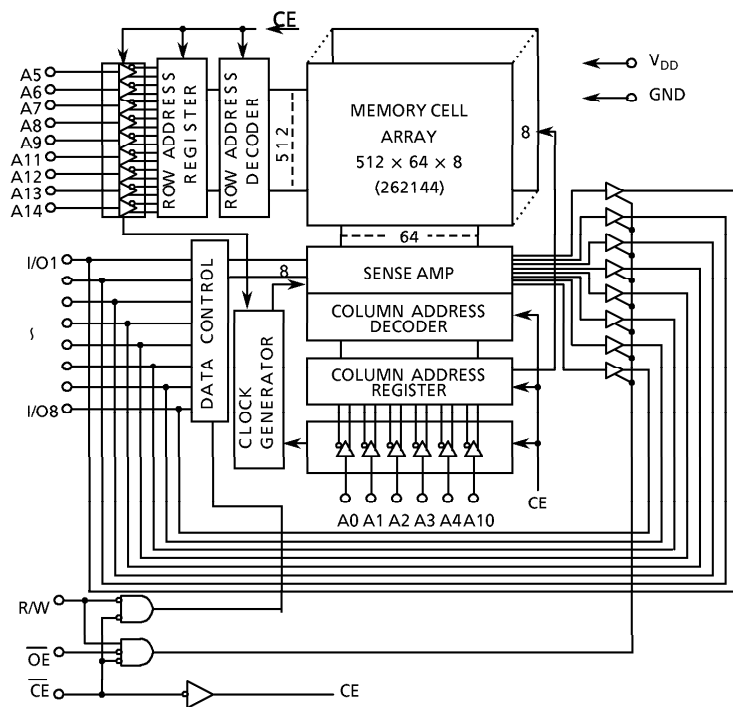 CE
A5
A6
A7
A8
A9
A11
A12
A13
A14
ROW ADDRESS
REGISTER
ROW ADDRESS
DECODER
512
MEMORY CELL
ARRAY
512 × 64 × 8
(262144)
8
VDD
GND
64
I/O1
I/O8
DATA CONTROL
8
SENSE AMP
COLUMN ADDRESS
DECODER
CLOCK
GENERATOR
COLUMN ADDRESS
REGISTER
A0 A1 A2 A3 A4 A10
CE
R/W
OE
CE
CE